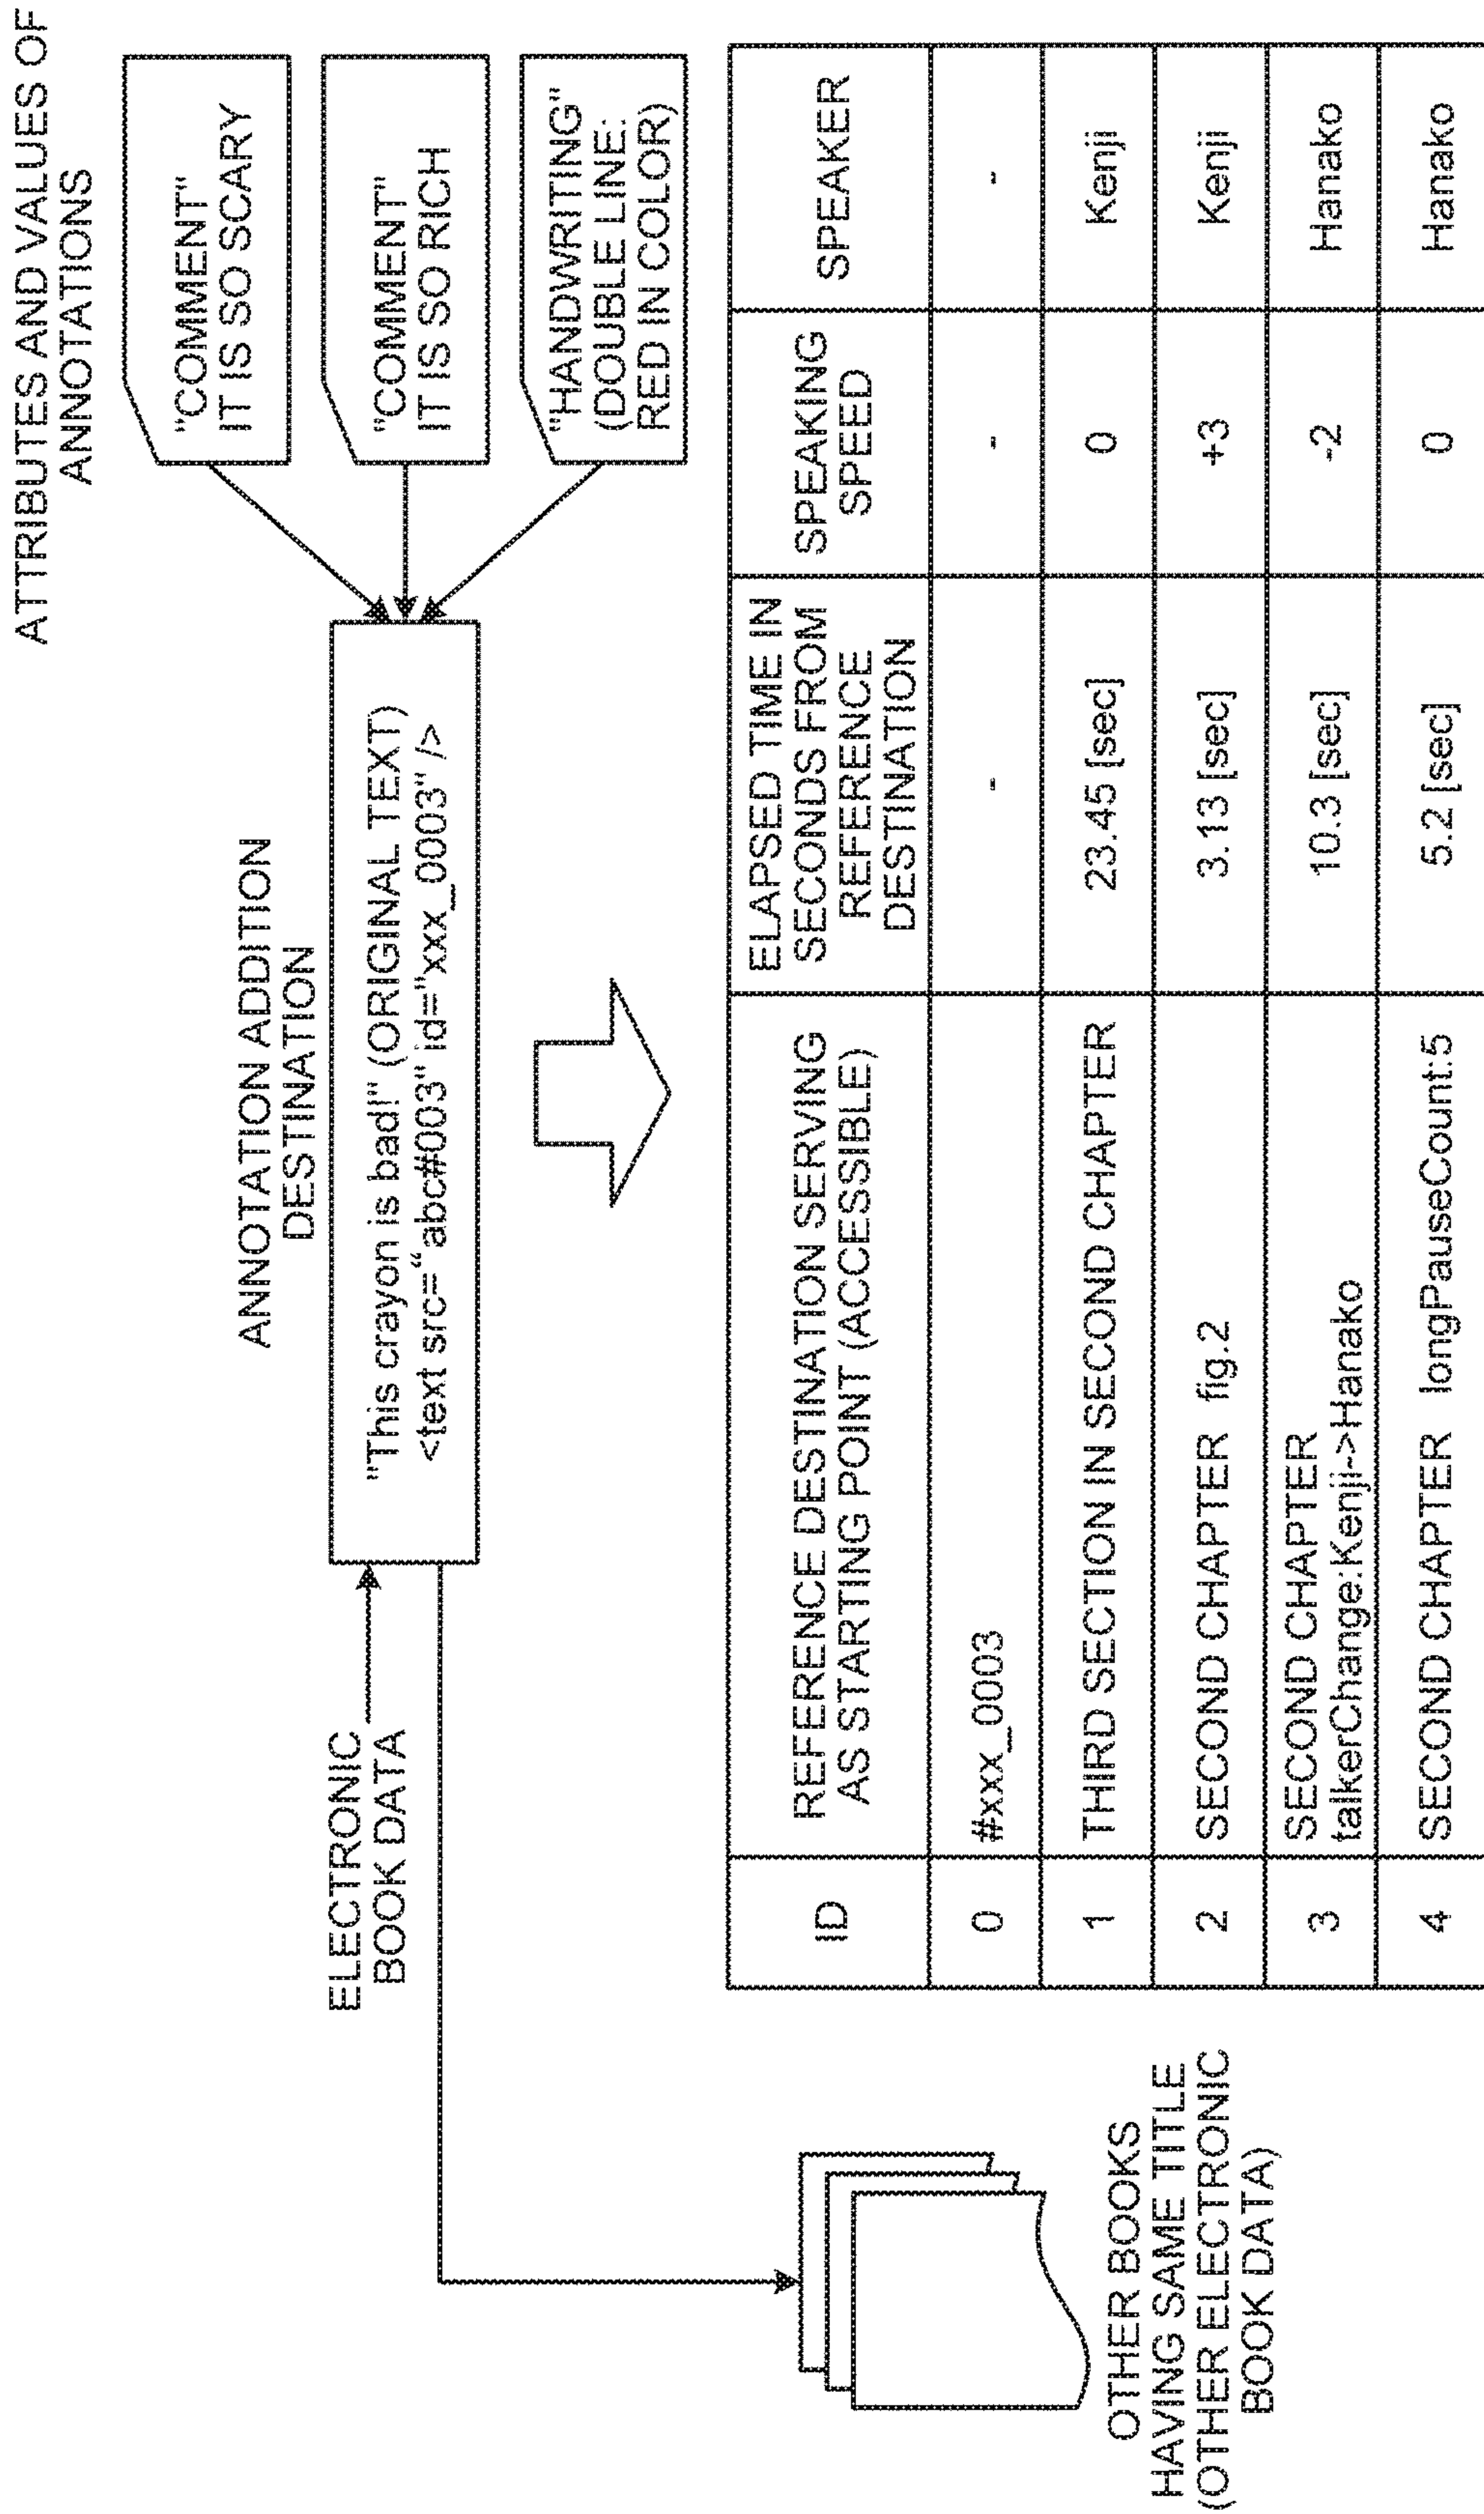 ATTRIBUTES AND VALUES OF
ANNOTATIONS
"COMMENT"
IT IS SO SCARY
"COMMENT"
IT IS SO RICH
"HANDWRITING"
(DOUBLE LINE:
RED IN COLOR)
ANNOTATION ADDITION
DESTINATION
"This crayon is bad!" (ORIGINAL TEXT)
<text src=“abc#003" id="xxx_0003" />
ELECTRONIC
BOOK DATA
OTHER BOOKS
HAVING SAME TITLE
(OTHER ELECTRONIC
BOOK DATA)
ID
REFERENCE DESTINATION SERVING
AS STARTING POINT (ACCESSIBLE)
ELAPSED TIME IN
SECONDS FROM
REFERENCE
DESTINATION
SPEAKING
SPEED
SPEAKER
0 #xxx_0003 - - -
1 THIRD SECTION IN SECOND CHAPTER 23.45 [sec] 0 Kenji
2 SECOND CHAPTER fig.2 3.13 [sec] +3 Kenji
3 SECOND CHAPTER
talkerChange:Kenji->Hanako 10.3 [sec] -2 Hanako
4 SECOND CHAPTER longPauseCount:5 5.2 [sec] 0 Hanako